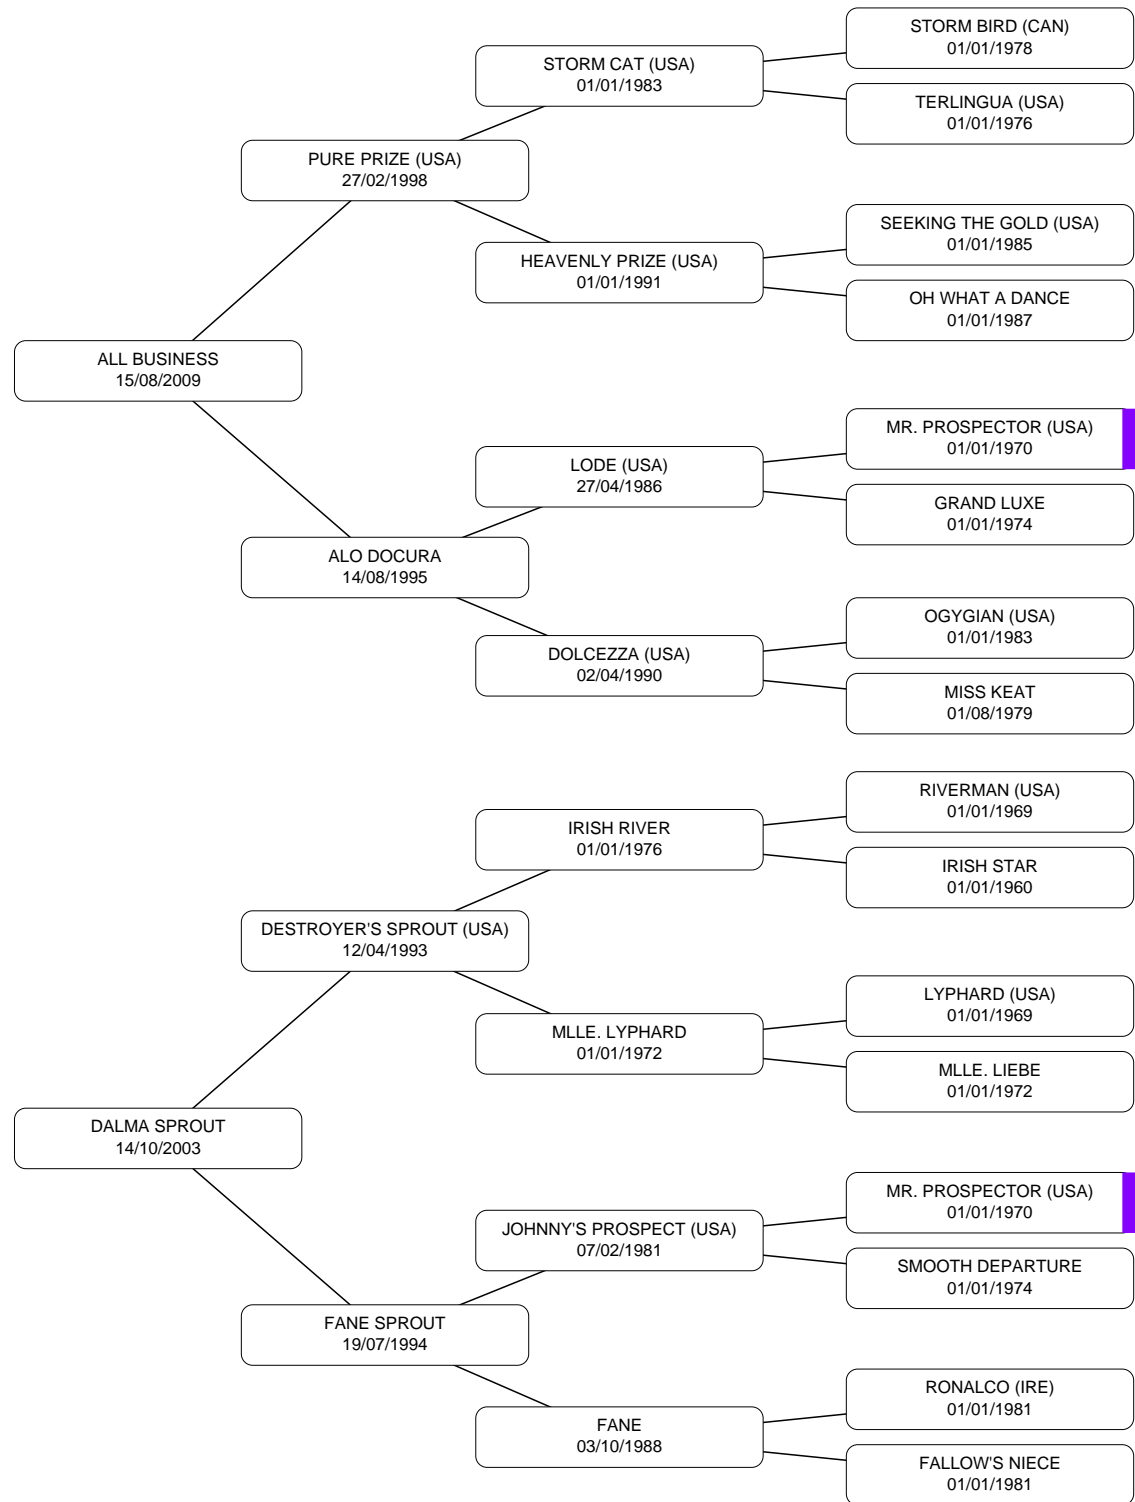 STORM BIRD (CAN)
01/01/1978
STORM CAT (USA)
01/01/1983
TERLINGUA (USA)
01/01/1976
PURE PRIZE (USA)
27/02/1998
SEEKING THE GOLD (USA)
01/01/1985
HEAVENLY PRIZE (USA)
01/01/1991
OH WHAT A DANCE
01/01/1987
ALL BUSINESS
15/08/2009
MR. PROSPECTOR (USA)
01/01/1970
LODE (USA)
27/04/1986
GRAND LUXE
01/01/1974
ALO DOCURA
14/08/1995
OGYGIAN (USA)
01/01/1983
DOLCEZZA (USA)
02/04/1990
MISS KEAT
01/08/1979
RIVERMAN (USA)
01/01/1969
IRISH RIVER
01/01/1976
IRISH STAR
01/01/1960
DESTROYER'S SPROUT (USA)
12/04/1993
LYPHARD (USA)
01/01/1969
MLLE. LYPHARD
01/01/1972
MLLE. LIEBE
01/01/1972
DALMA SPROUT
14/10/2003
MR. PROSPECTOR (USA)
01/01/1970
JOHNNY'S PROSPECT (USA)
07/02/1981
SMOOTH DEPARTURE
01/01/1974
FANE SPROUT
19/07/1994
RONALCO (IRE)
01/01/1981
FANE
03/10/1988
FALLOW'S NIECE
01/01/1981